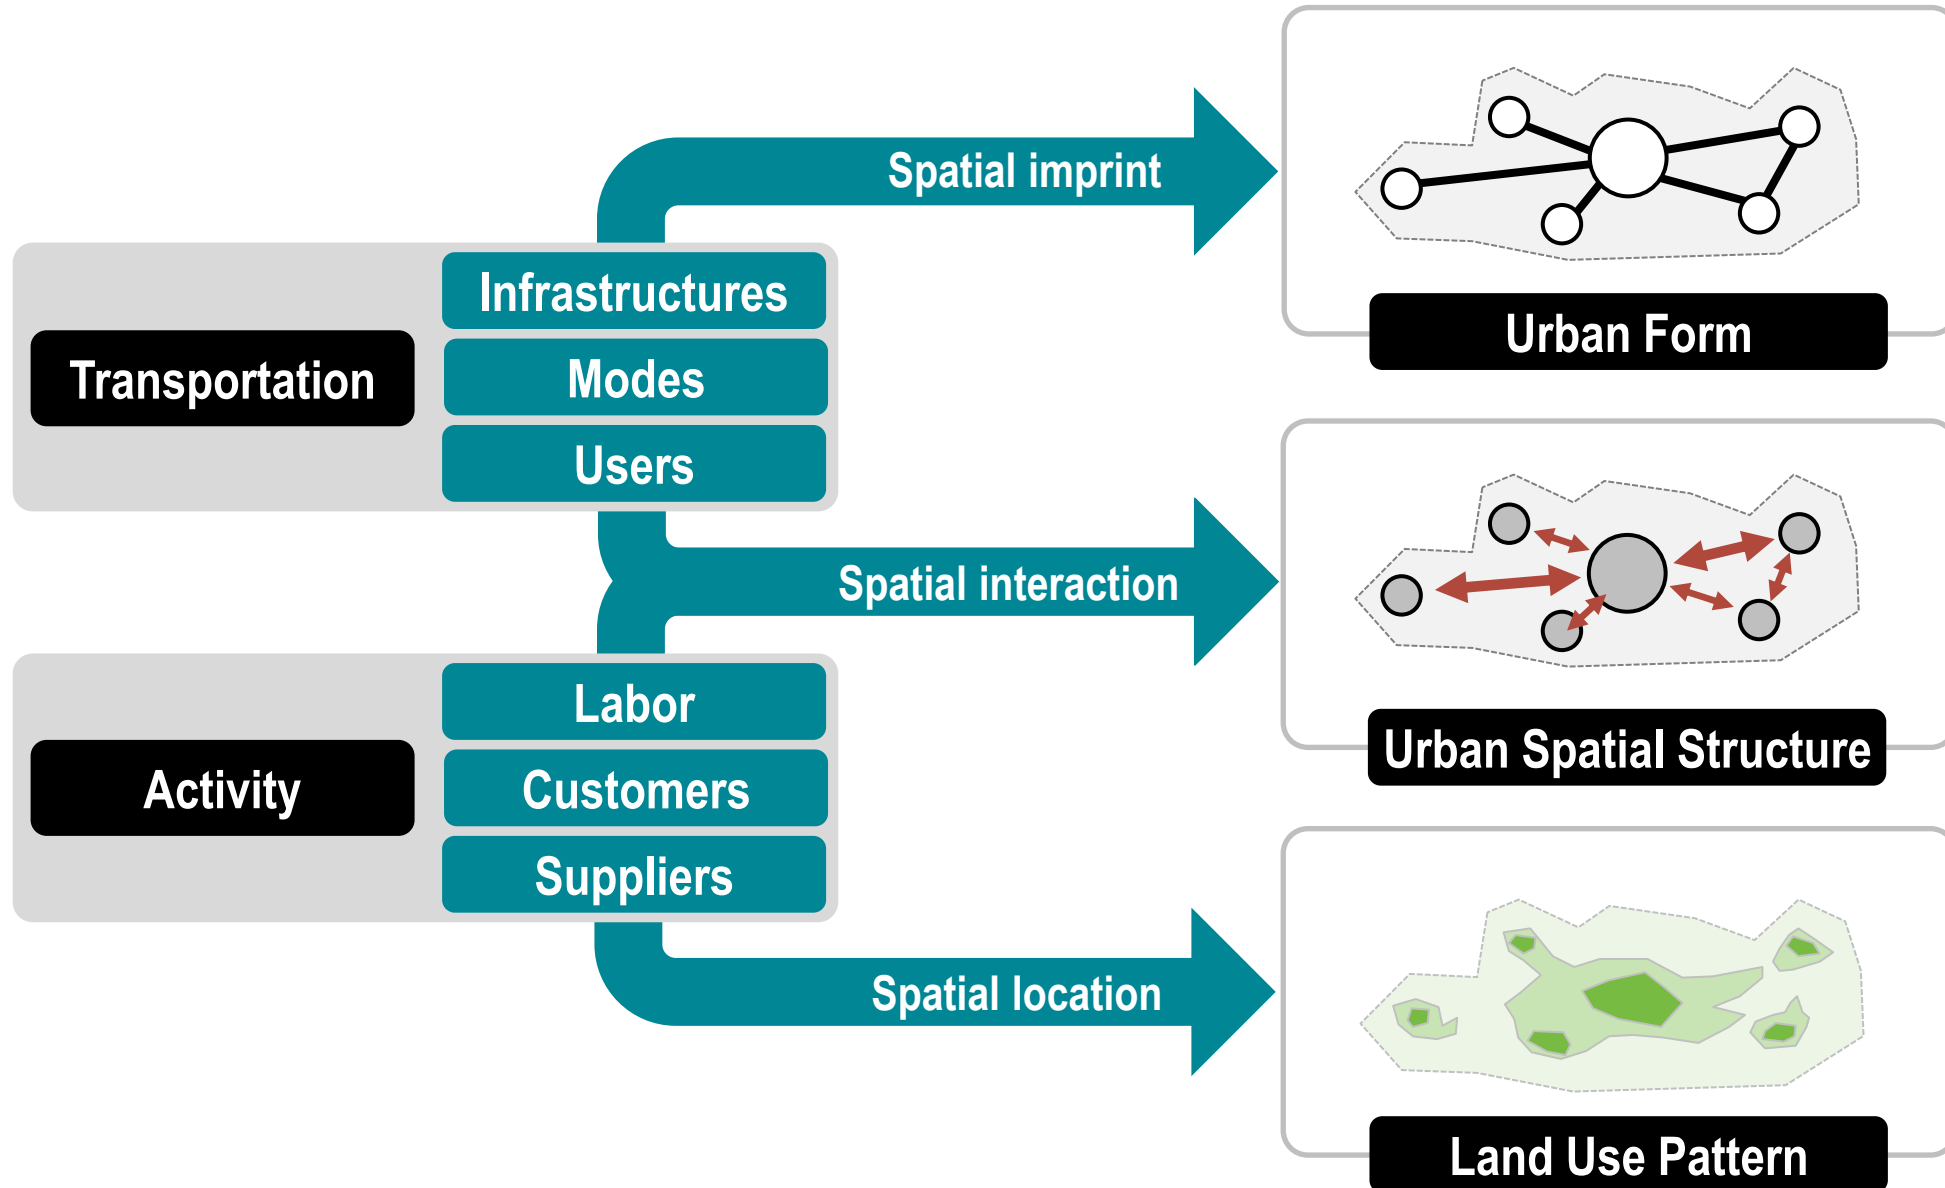 Spatial imprint
Urban Form
Transportation
Infrastructures
Modes
Users
Spatial interaction
Urban Spatial Structure
Activity
Labor
Customers
Suppliers
Spatial location
Land Use Pattern